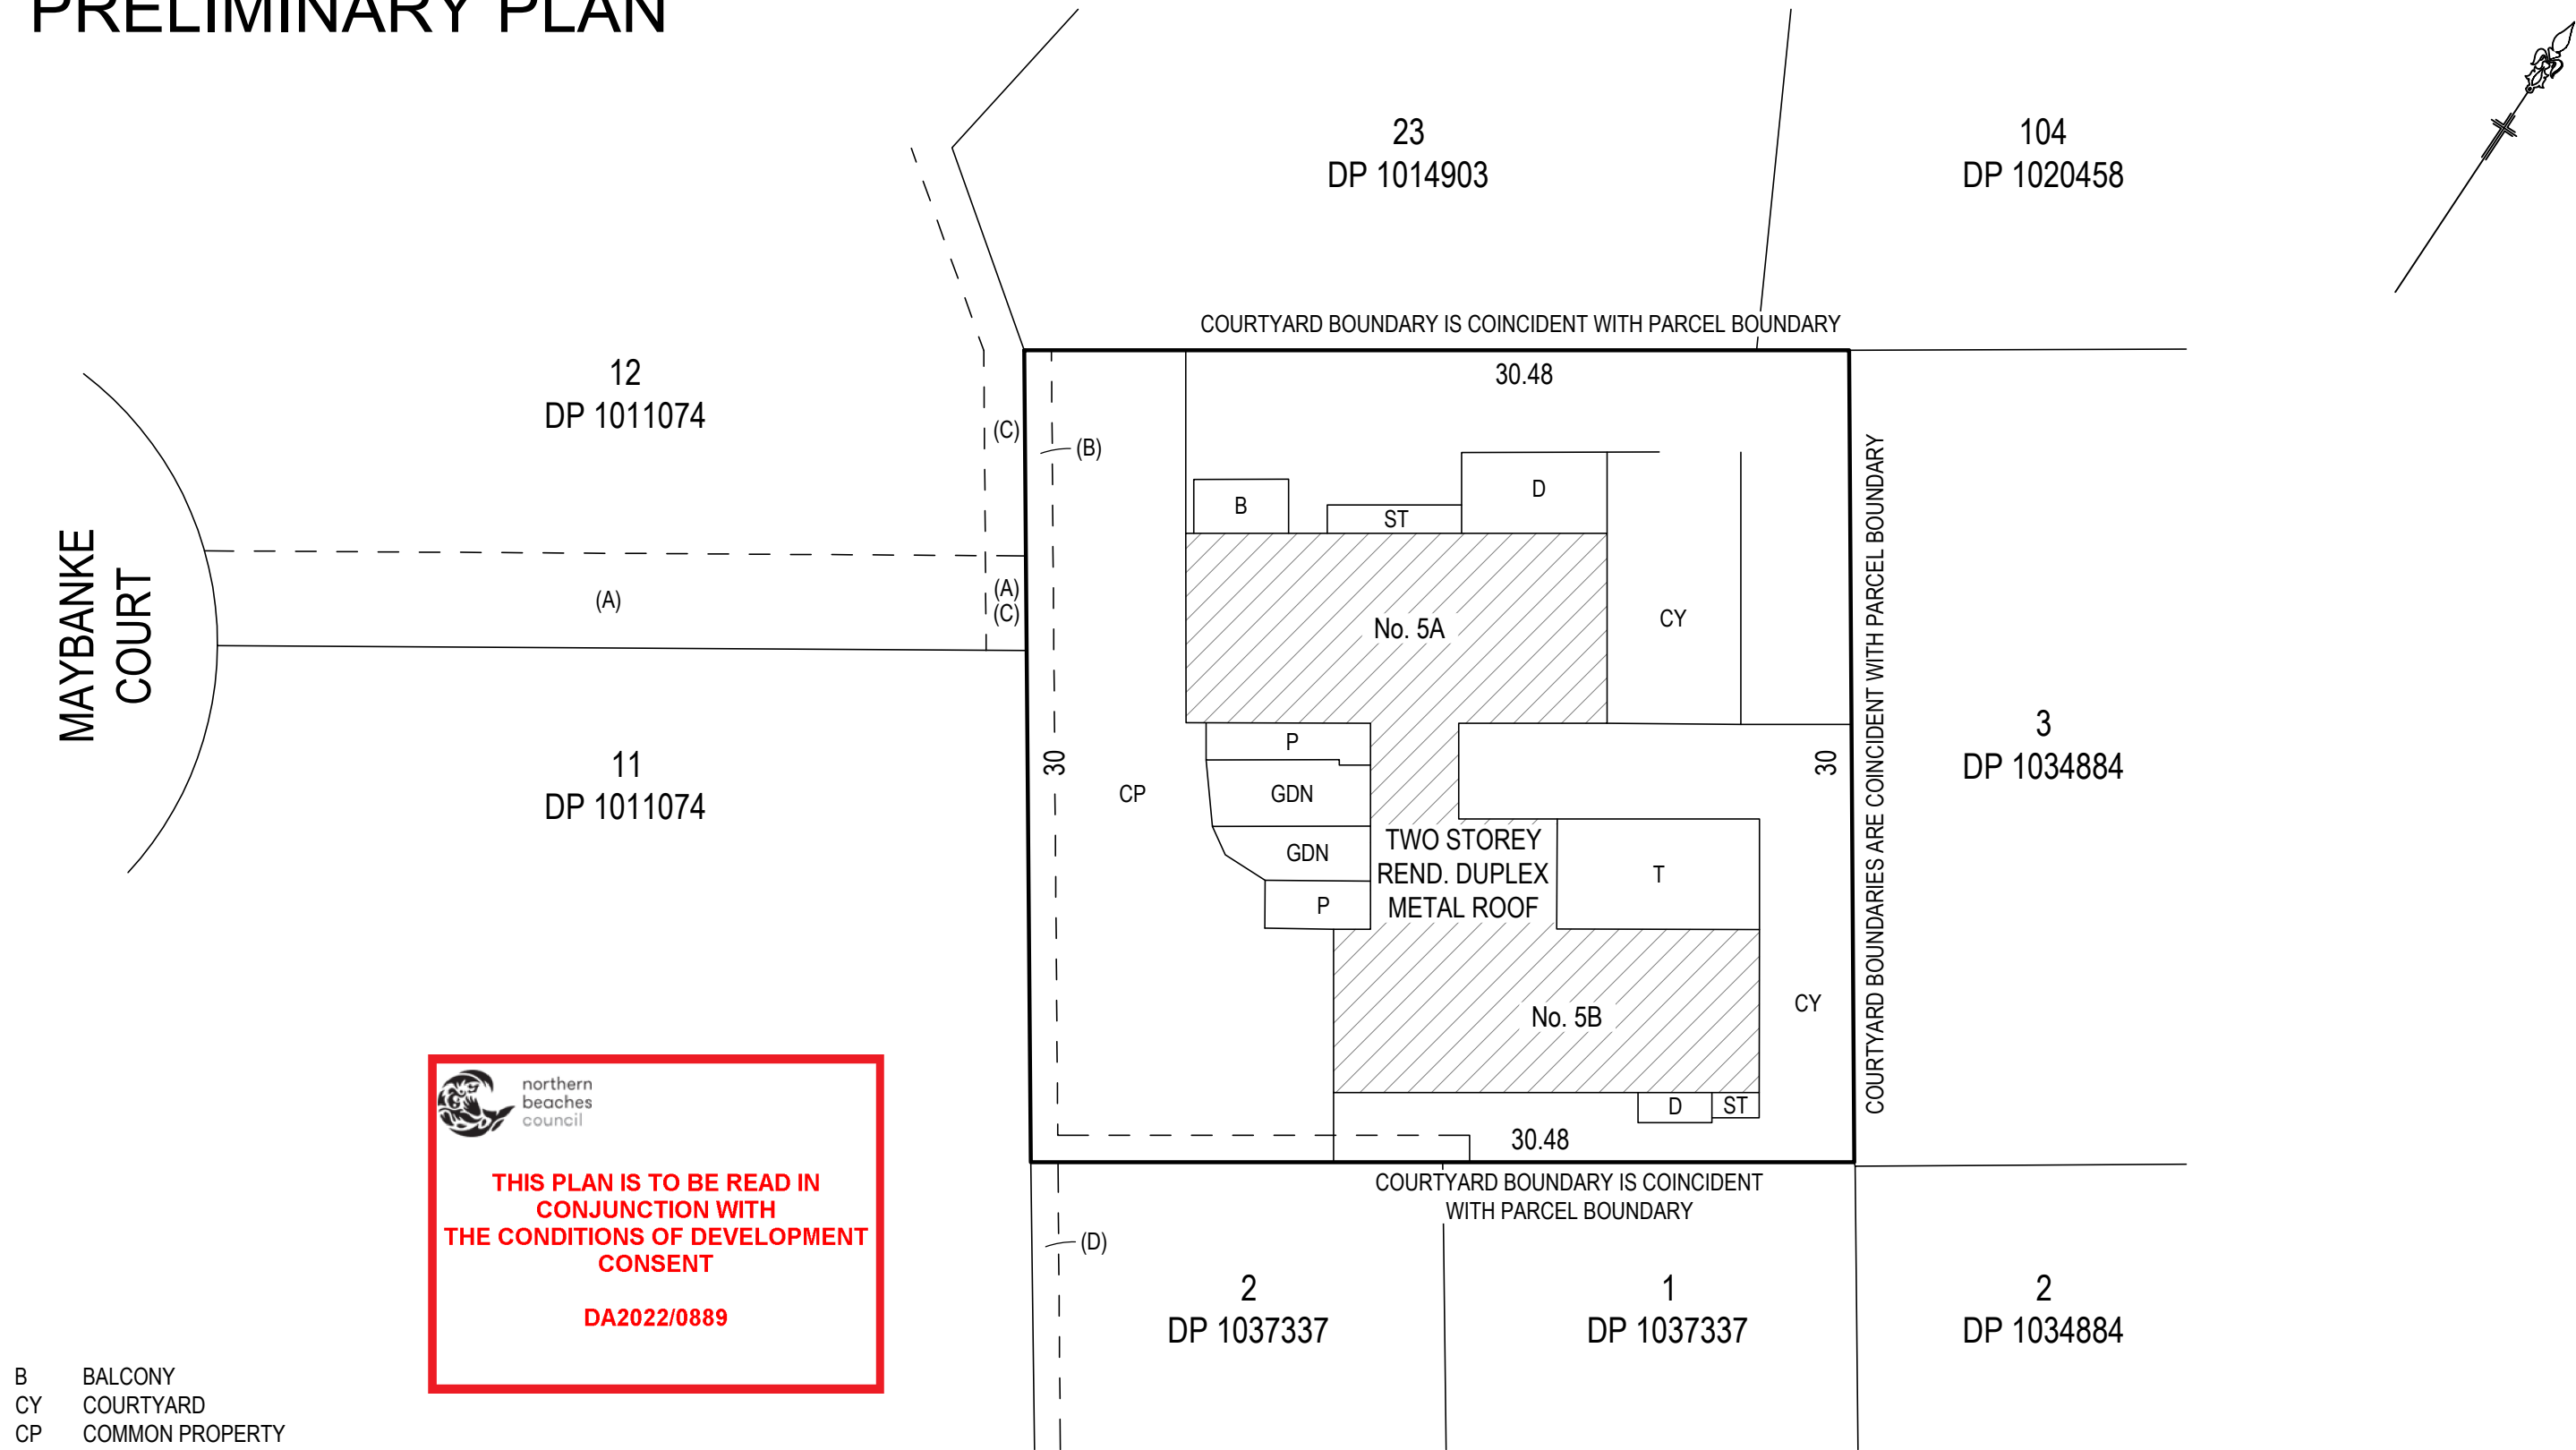 PRELIMINARY PLAN
23
DP 1014903
104
DP 1020458
COURTYARD BOUNDARY IS COINCIDENT WITH PARCEL BOUNDARY
30.48
12
DP 1011074
(C)
(B)
B
ST
D
MAYBANKE
COURT
(A)
(A)
(C)
No. 5A
CY
COURTYARD BOUNDARIES ARE COINCIDENT WITH PARCEL BOUNDARY
3
DP 1034884
11
DP 1011074
30
CP
P
GDN
GDN
P
30
TWO STOREY
REND. DUPLEX
METAL ROOF
T
No. 5B
CY
D
ST
30.48
COURTYARD BOUNDARY IS COINCIDENT
WITH PARCEL BOUNDARY
(D)
2
DP 1037337
1
DP 1037337
2
DP 1034884
northern
beaches
council
THIS PLAN IS TO BE READ IN
CONJUNCTION WITH
THE CONDITIONS OF DEVELOPMENT
CONSENT
DA2022/0889
B BALCONY
CY COURTYARD
CP COMMON PROPERTY